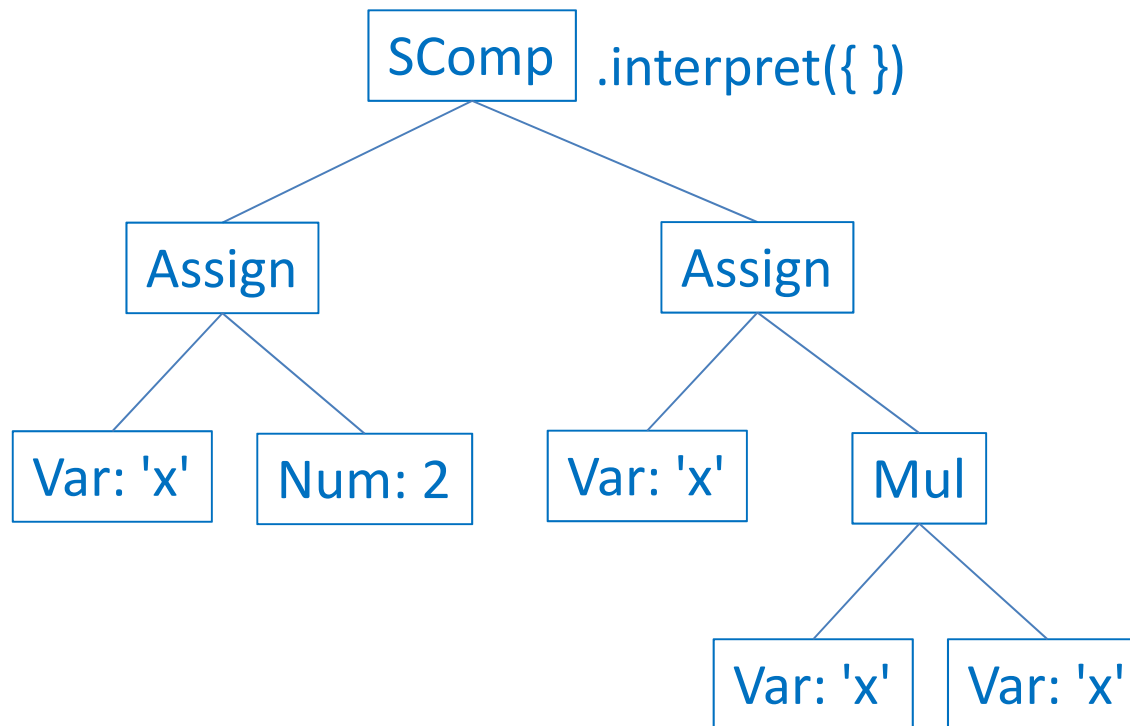 SComp .interpret({ })
Assign Assign
Var: 'x' Num: 2 Var: 'x' Mul
Var: 'x' Var: 'x'